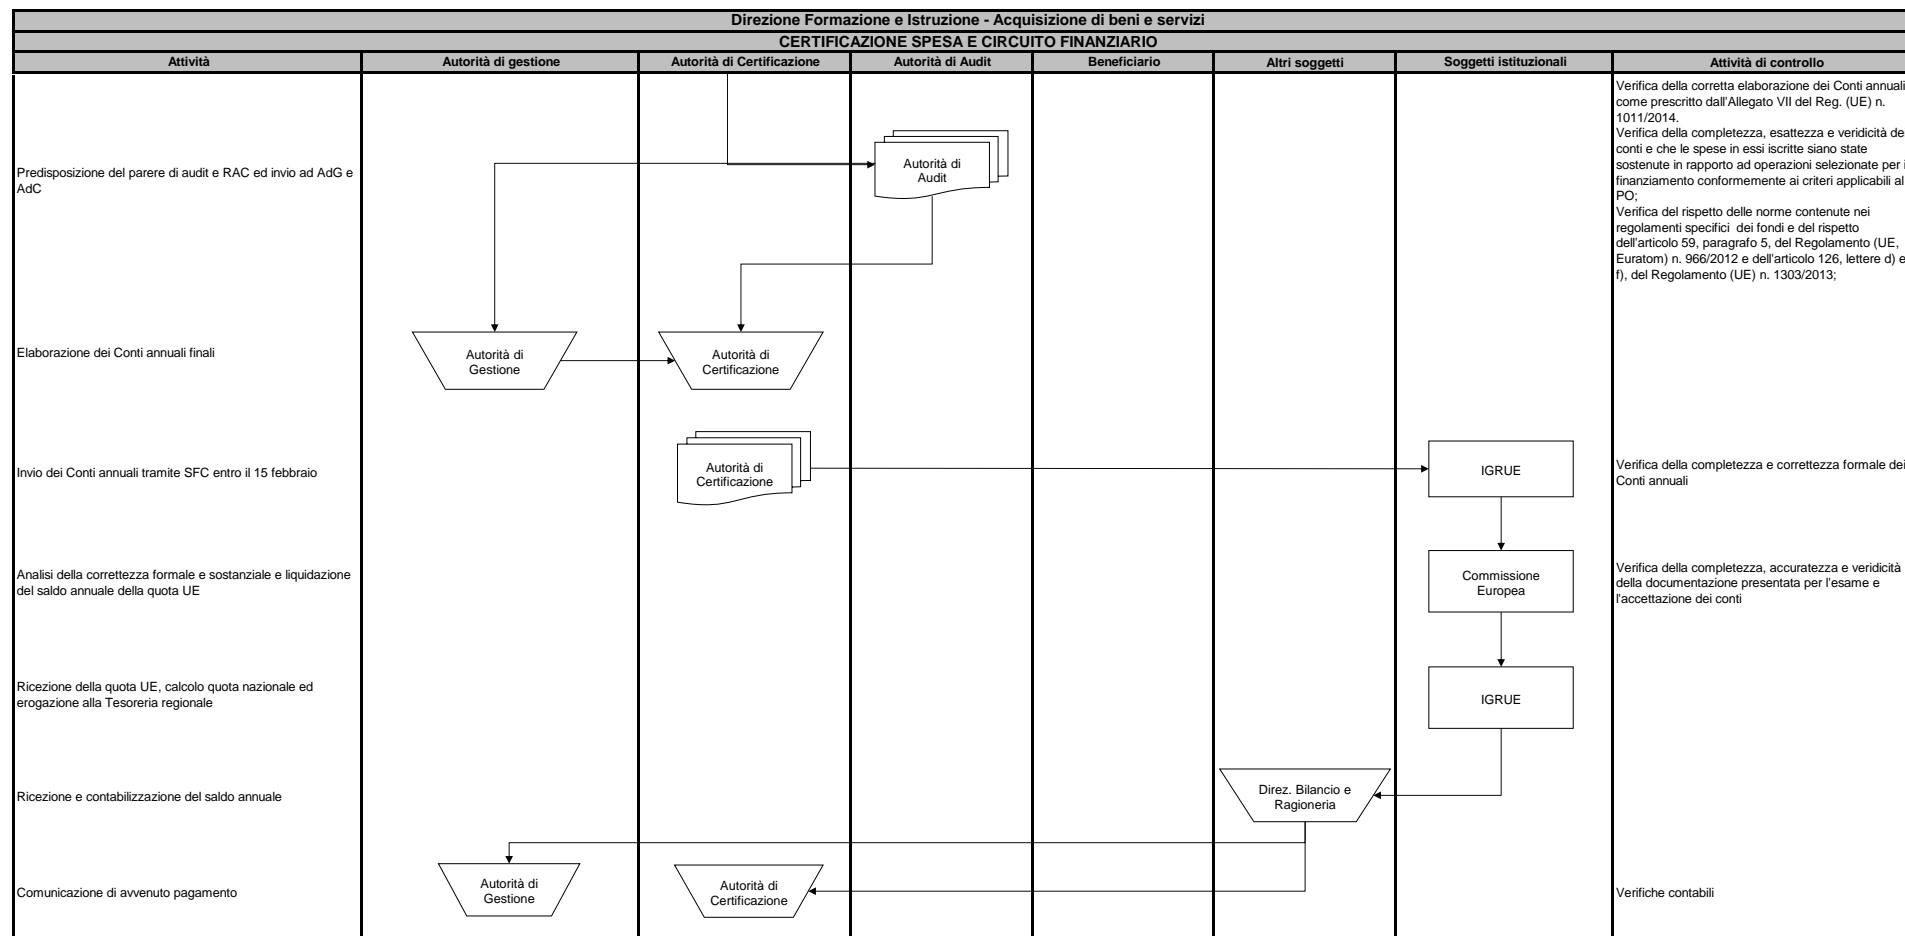 Direzione Formazione e Istruzione - Acquisizione di beni e servizi
CERTIFICAZIONE SPESA E CIRCUITO FINANZIARIO
Attività
Autorità di gestione
Autorità di Certificazione
Autorità di Audit
Beneficiario
Altri soggetti
Soggetti istituzionali
Attività di controllo
Predisposizione del parere di audit e RAC ed invio ad AdG e
AdC
Autorità di
Audit
Verifica della corretta elaborazione dei Conti annuali
come prescritto dall'Allegato VII del Reg. (UE) n.
1011/2014.
Verifica della completezza, esattezza e veridicità dei
conti e che le spese in essi iscritte siano state
sostenute in rapporto ad operazioni selezionate per i
finanziamento conformemente ai criteri applicabili al
PO;
Verifica del rispetto delle norme contenute nei
regolamenti specifici dei fondi e del rispetto
dell'articolo 59, paragrafo 5, del Regolamento (UE,
Euratom) n. 966/2012 e dell'articolo 126, lettere d) e
f), del Regolamento (UE) n. 1303/2013;
Elaborazione dei Conti annuali finali
Autorità di
Gestione
Autorità di
Certificazione
Invio dei Conti annuali tramite SFC entro il 15 febbraio
Autorità di
Certificazione
IGRUE
Verifica della completezza e correttezza formale dei
Conti annuali
Analisi della correttezza formale e sostanziale e liquidazione
del saldo annuale della quota UE
Commissione
Europea
Verifica della completezza, accuratezza e veridicità
della documentazione presentata per l'esame e
l'accettazione dei conti
Ricezione della quota UE, calcolo quota nazionale ed
erogazione alla Tesoreria regionale
IGRUE
Ricezione e contabilizzazione del saldo annuale
Direz. Bilancio e
Ragioneria
Comunicazione di avvenuto pagamento
Autorità di
Gestione
Autorità di
Certificazione
Verifiche contabili